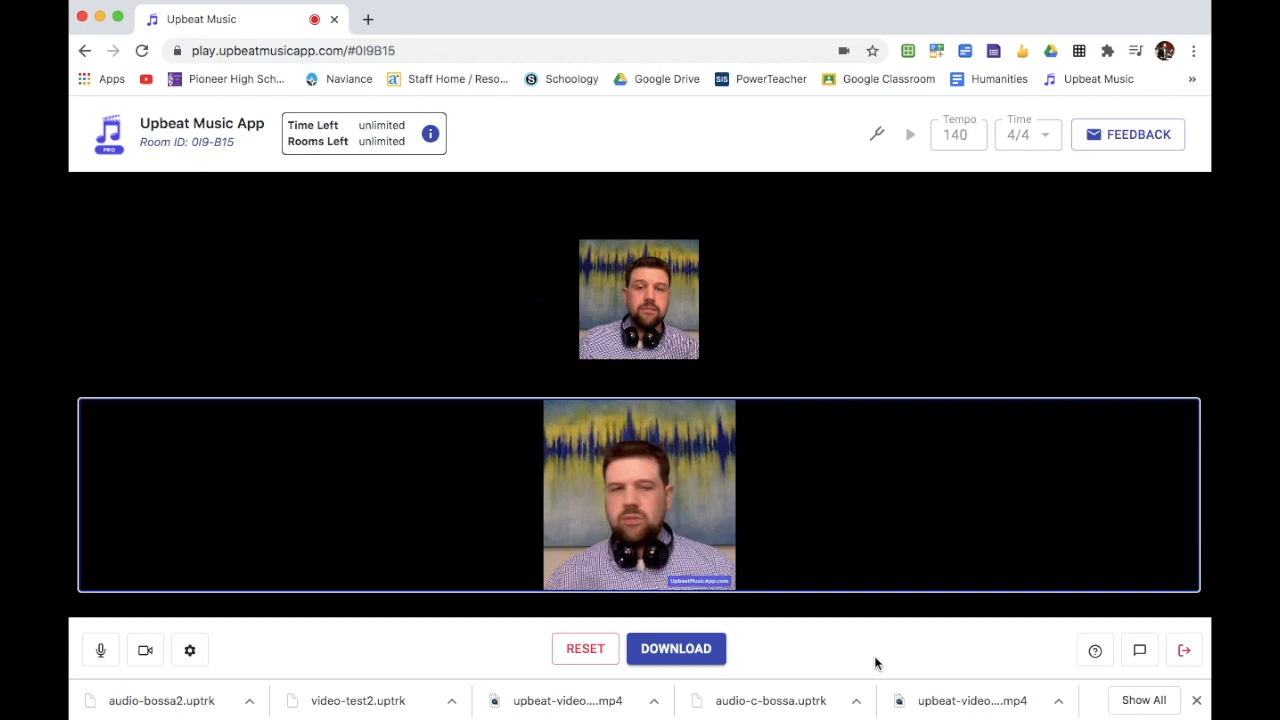 Upbeat Music
play.upbeatmusicapp.com/#0I9B15
Apps
Pioneer High Sch...
Naviance
Staff Home / Reso...
Schoology
Google Drive
SIS
PowerTeacher
Google Classroom
Humanities
Upbeat Music
»
PRO
Upbeat Music App
Room ID: 0I9-B15
Time Left unlimited
Rooms Left unlimited
Tempo
140
Time
4/4
FEEDBACK
UpbeatMusicApp.com
RESET
DOWNLOAD
audio-bossa2.uptrk
video-test2.uptrk
upbeat-video....mp4
audio-c-bossa.uptrk
upbeat-video....mp4
Show All